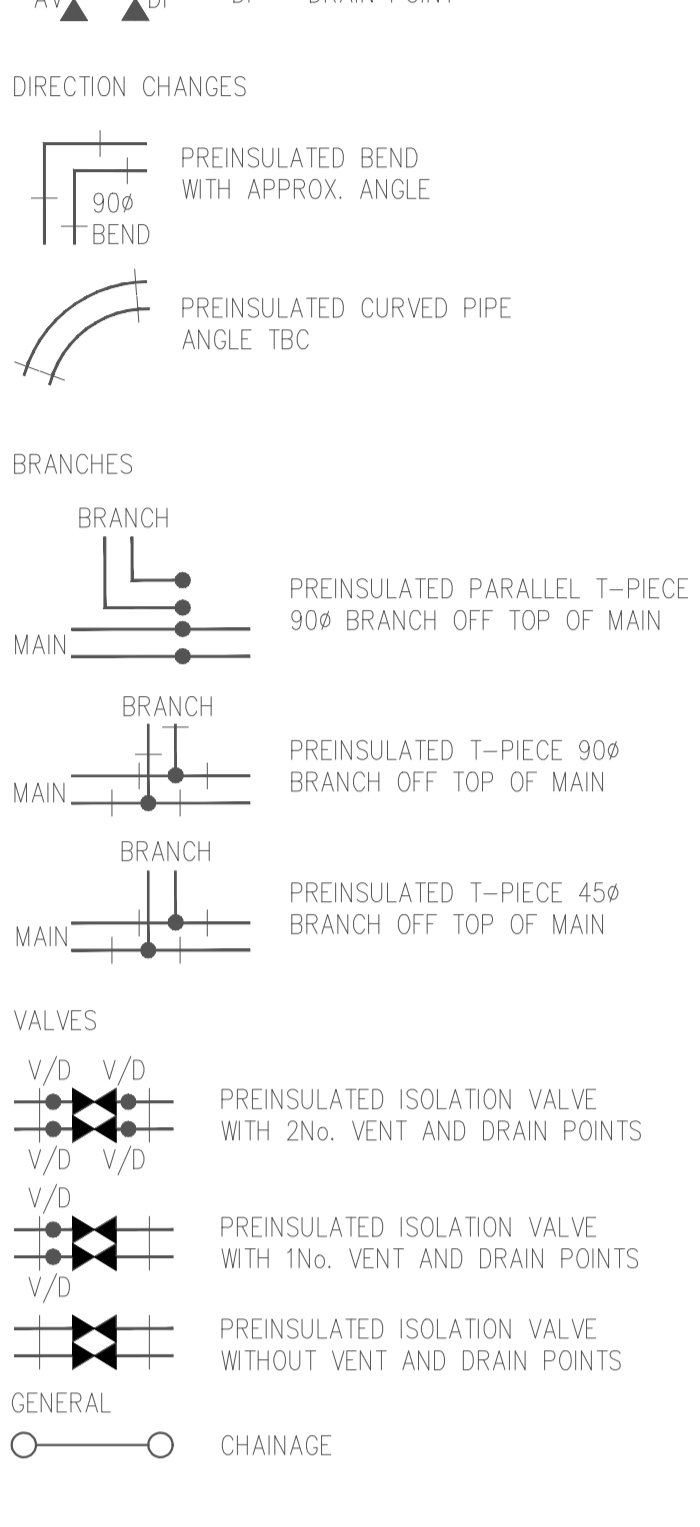 DIRECTION CHANGES
PREINSULATED BEND
WITH APPROX. ANGLE
90ø
BEND
PREINSULATED CURVED PIPE
ANGLE TBC
BRANCHES
BRANCH
PREINSULATED PARALLEL T-PIECE
90ø BRANCH OFF TOP OF MAIN
MAIN
BRANCH
PREINSULATED T-PIECE 90ø
BRANCH OFF TOP OF MAIN
MAIN
BRANCH
PREINSULATED T-PIECE 45ø
BRANCH OFF TOP OF MAIN
MAIN
VALVES
V/D V/D
PREINSULATED ISOLATION VALVE
WITH 2No. VENT AND DRAIN POINTS
V/D V/D
V/D
PREINSULATED ISOLATION VALVE
WITH 1No. VENT AND DRAIN POINTS
V/D
PREINSULATED ISOLATION VALVE
WITHOUT VENT AND DRAIN POINTS
GENERAL
CHAINAGE